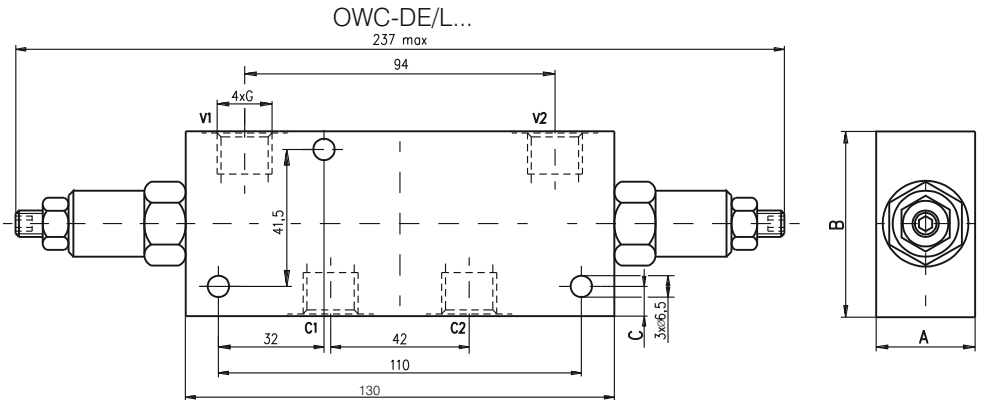 OWC-DE/L...
237 max
94
4xG
V1
V2
41,5
B
C1
C2
C
3xø6,5
32
42
A
110
130